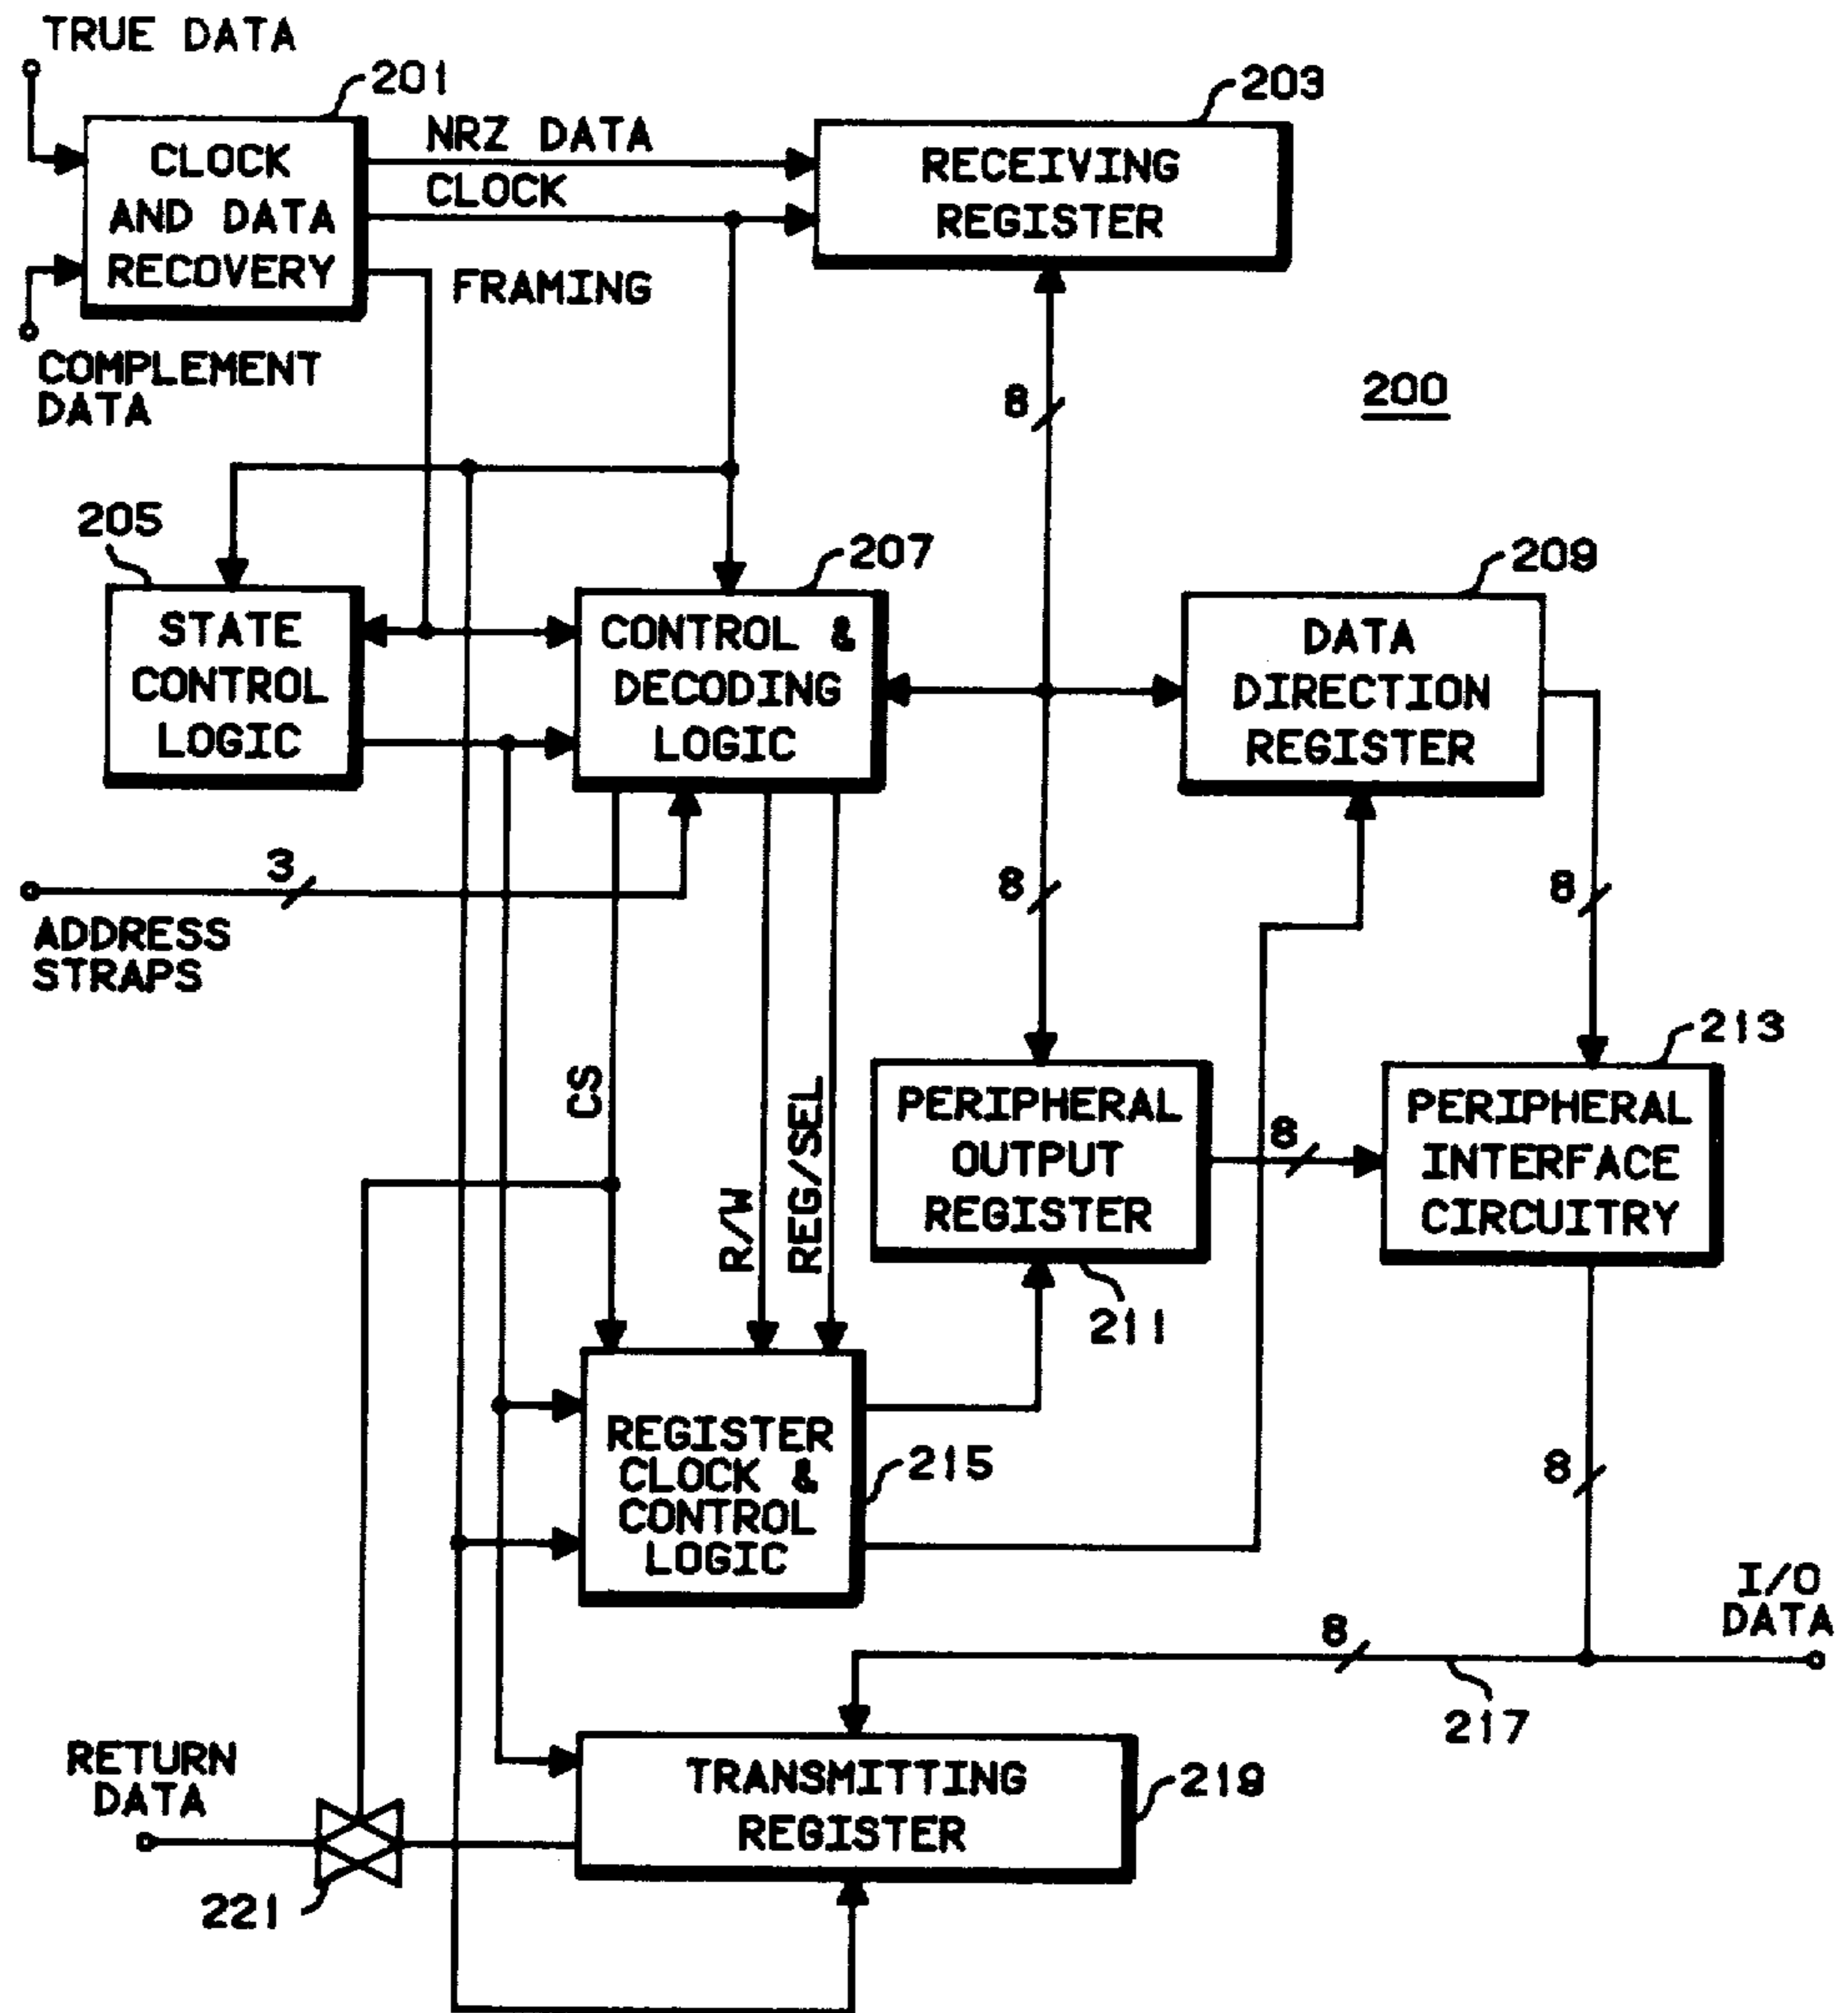 TRUE DATA
201
203
NRZ DATA
CLOCK
AND DATA
RECOVERY
CLOCK
FRAMING
RECEIVING
REGISTER
COMPLEMENT
DATA
8
200
205
207
209
STATE
CONTROL
LOGIC
CONTROL &
DECODING
LOGIC
DATA
DIRECTION
REGISTER
3
8
8
ADDRESS
STRAPS
213
CS
R/W
REG/SEL
PERIPHERAL
OUTPUT
REGISTER
8
PERIPHERAL
INTERFACE
CIRCUITRY
211
REGISTER
CLOCK &
CONTROL
LOGIC
215
8
I/O
DATA
8
217
RETURN
DATA
TRANSMITTING
REGISTER
219
221